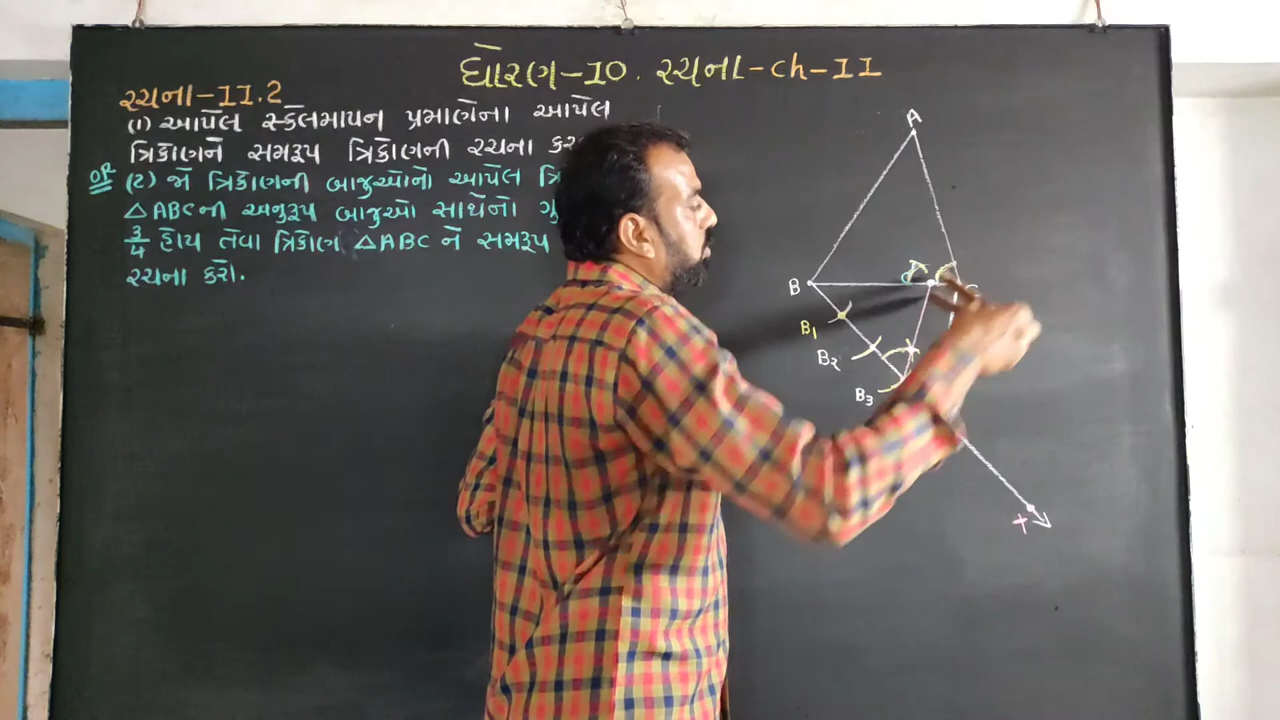 ધોરણ-10. રચના-ch-11
રચના-11.2
(1) આપેલ સ્કેલમાપન પ્રમાણેના આપેલ
ત્રિકોણને સમરૂપ ત્રિકોણની રચના
OR (2) જો ત્રિકોણની બાજુઓનો આપેલ
△ABCની અનુરૂપ બાજુઓ સાથેનો
3/4 હોય તેવા ત્રિકોણ △ABC ને સમરૂપ
રચના કરો.
A
B
B1
B2
B3